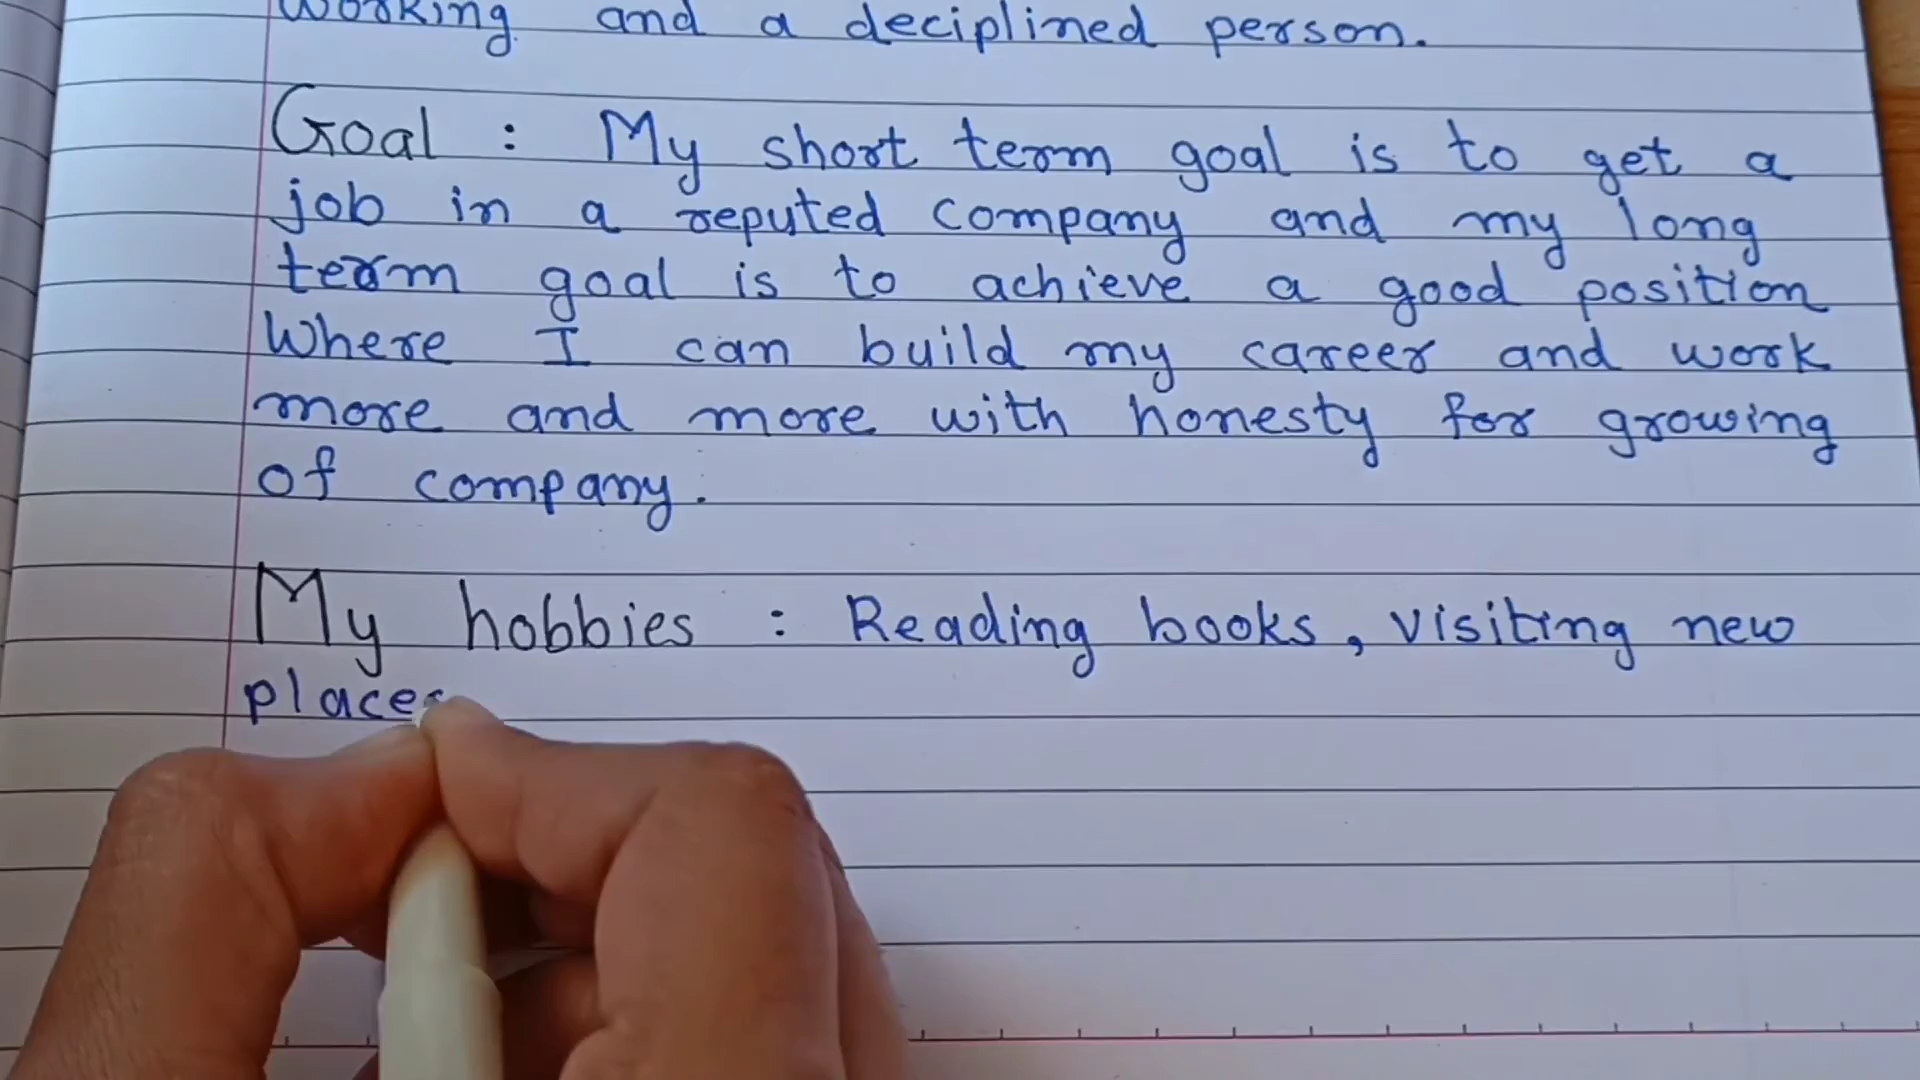 working and a deciplined person.
Goal : My short term goal is to get a
job in a reputed company and my long
term goal is to achieve a good position
Where I can build my career and work
more and more with honesty for growing
of company.
My hobbies : Reading books, visiting new
places